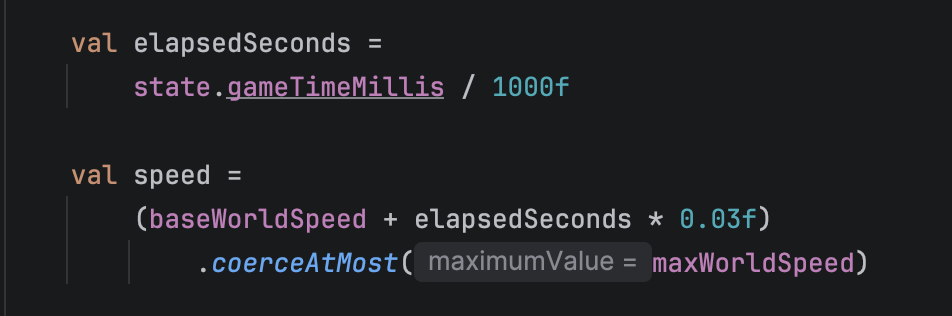 val elapsedSeconds =
state.gameTimeMillis / 1000f
val speed =
(baseWorldSpeed + elapsedSeconds * 0.03f)
.coerceAtMost( maximumValue = maxWorldSpeed)